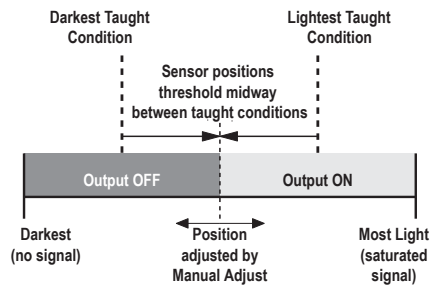 Darkest Taught
Condition
Lightest Taught
Condition
Sensor positions
threshold midway
between taught conditions
Output OFF
Output ON
Darkest
(no signal)
Position
adjusted by
Manual Adjust
Most Light
(saturated
signal)